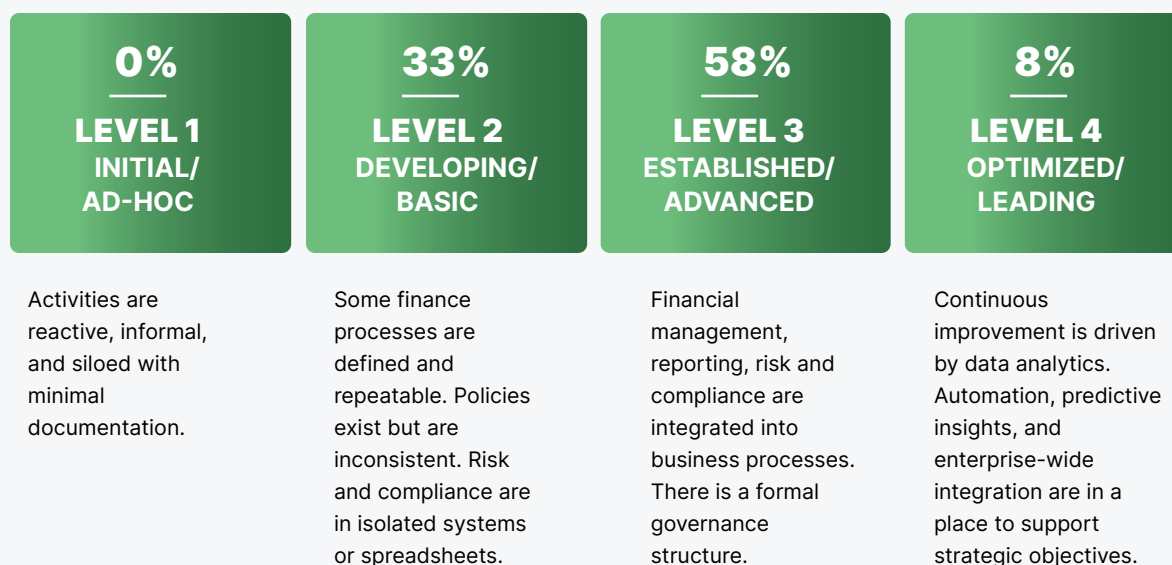 0%
LEVEL 1
INITIAL/
AD-HOC
Activities are
reactive, informal,
and siloed with
minimal
documentation.
33%
LEVEL 2
DEVELOPING/
BASIC
Some finance
processes are
defined and
repeatable. Policies
exist but are
inconsistent. Risk
and compliance are
in isolated systems
or spreadsheets.
58%
LEVEL 3
ESTABLISHED/
ADVANCED
Financial
management,
reporting, risk and
compliance are
integrated into
business processes.
There is a formal
governance
structure.
8%
LEVEL 4
OPTIMIZED/
LEADING
Continuous
improvement is driven
by data analytics.
Automation, predictive
insights, and
enterprise-wide
integration are in a
place to support
strategic objectives.